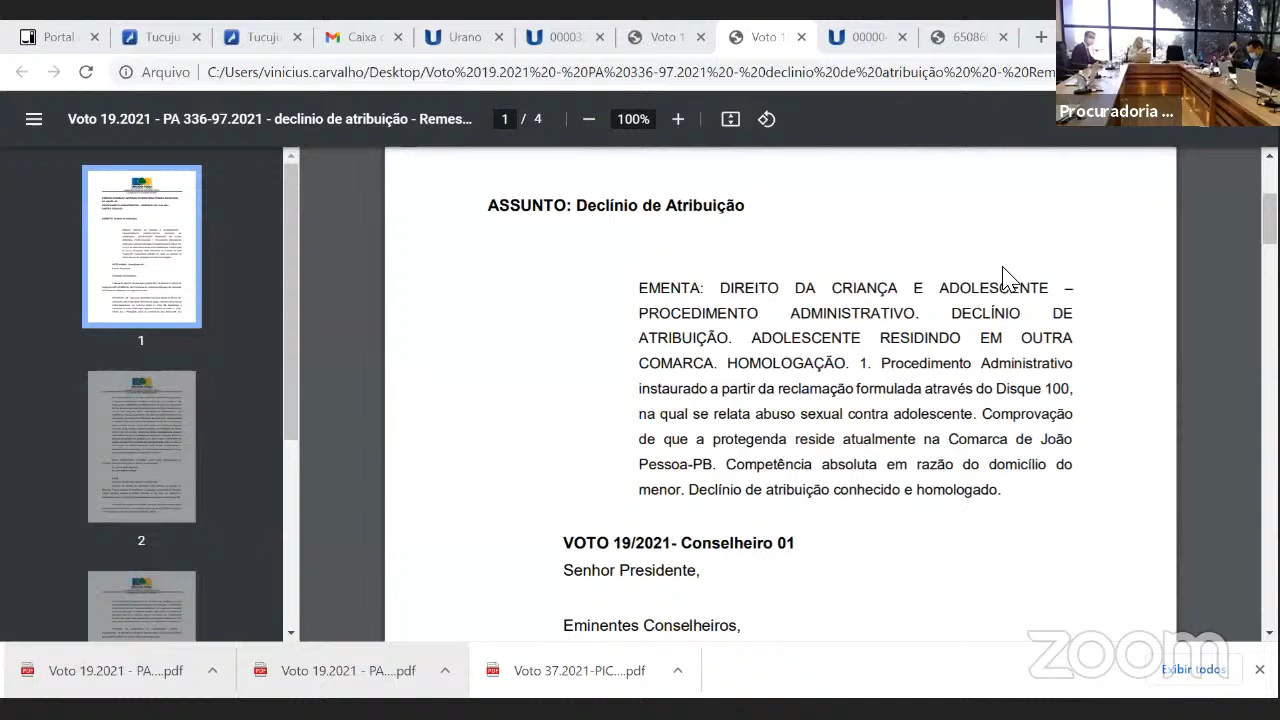 Portal
Tucuju
Tucuju
Caixa
Urano
00003
Voto 1
Voto 1
00004
65086
Procuradoria ...
Arquivo
C:/Users/vinicius.carvalho/Desktop/Voto%2019.2021%20-%20PA%20336-97.2021%20-%20declinio%20de%20atribuição%20%20-%20Rem
Voto 19.2021 - PA 336-97.2021 - declinio de atribuição - Remes...
1 / 4
100%
ASSUNTO: Declínio de Atribuição
EMENTA: DIREITO DA CRIANÇA E ADOLESCENTE –
PROCEDIMENTO ADMINISTRATIVO. DECLÍNIO DE
ATRIBUIÇÃO. ADOLESCENTE RESIDINDO EM OUTRA
COMARCA. HOMOLOGAÇÃO. 1. Procedimento Administrativo
instaurado a partir da reclamação formulada através do Disque 100,
na qual se relata abuso sexual contra adolescente. Comprovação
de que a protegenda reside atualmente na Comarca de João
Pessoa-PB. Competência absoluta em razão do domicílio do
menor. Declínio de atribuição conhecido e homologado.
VOTO 19/2021- Conselheiro 01
Senhor Presidente,
Eminentes Conselheiros,
1
2
Voto 19.2021 - PA....pdf
Voto 19.2021 - PA....pdf
Voto 37.2021-PIC....pdf
Exibir todos
zoom